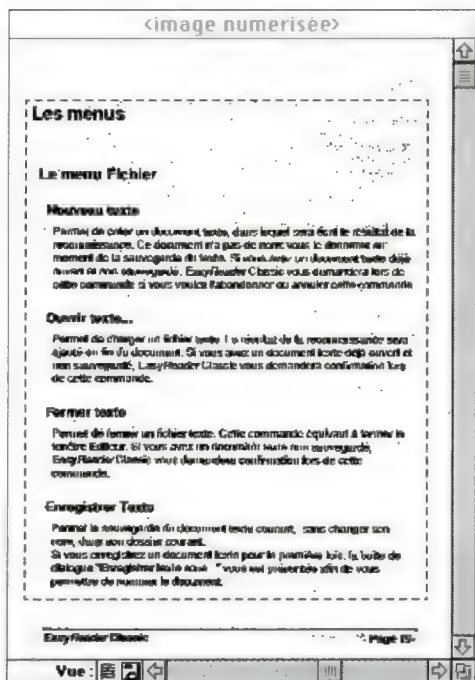 <image numerisée>
Les menus
Le menu Fichier
Nouveau texte
Permet de créer un document texte, dans lequel sera écrit le résultat de la
reconnaissance. Ce document n'a pas de nom: vous le donnerez au
moment de la sauvegarde du texte. Si vous avez un document texte déjà
ouvert et non sauvegardé, EasyReader Classic vous demandera lors de
cette commande si vous voulez l'abandonner ou annuler cette commande
Ouvrir texte...
Permet de charger un fichier texte. Le résultat de la reconnaissance sera
ajouté en fin du document. Si vous avez un document texte déjà ouvert et
non sauvegardé, EasyReader Classic vous demandera confirmation lors
de cette commande.
Fermer texte
Permet de fermer un fichier texte. Cette commande équivaut à fermer la
fenêtre Editeur. Si vous avez un document texte non sauvegardé,
EasyReader Classic vous demandera confirmation lors de cette
commande.
Enregistrer Texte
Permet la sauvegarde du document texte courant, sans changer son
nom, dans son dossier courant.
Si vous enregistrez un document texte pour la première fois, la boîte de
dialogue "Enregistrer texte sous..." vous est présentée afin de vous
permettre de nommer le document.
EasyReader Classic
Page 15
Vue :